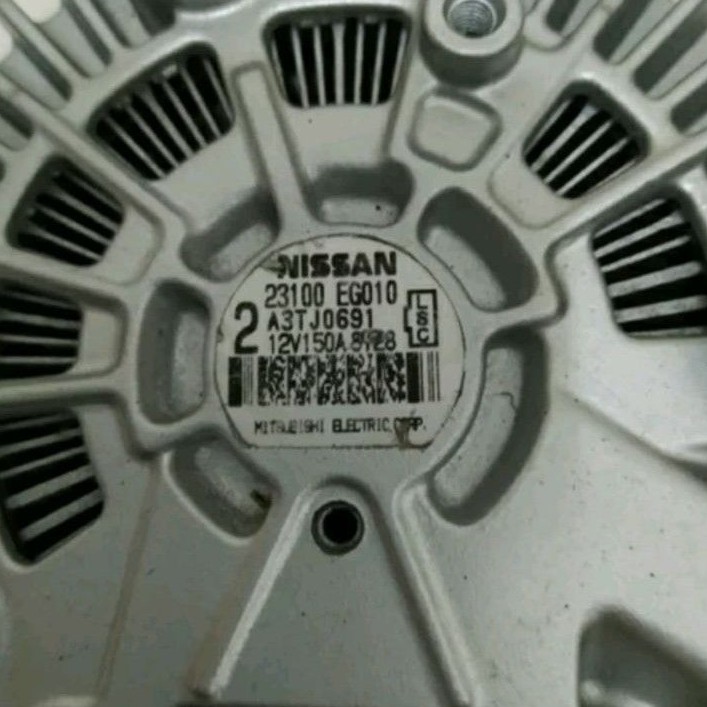 NISSAN
23100 EG010
2
A3TJ0691
LSC
12V150A
MITSUBISHI ELECTRIC CORP.